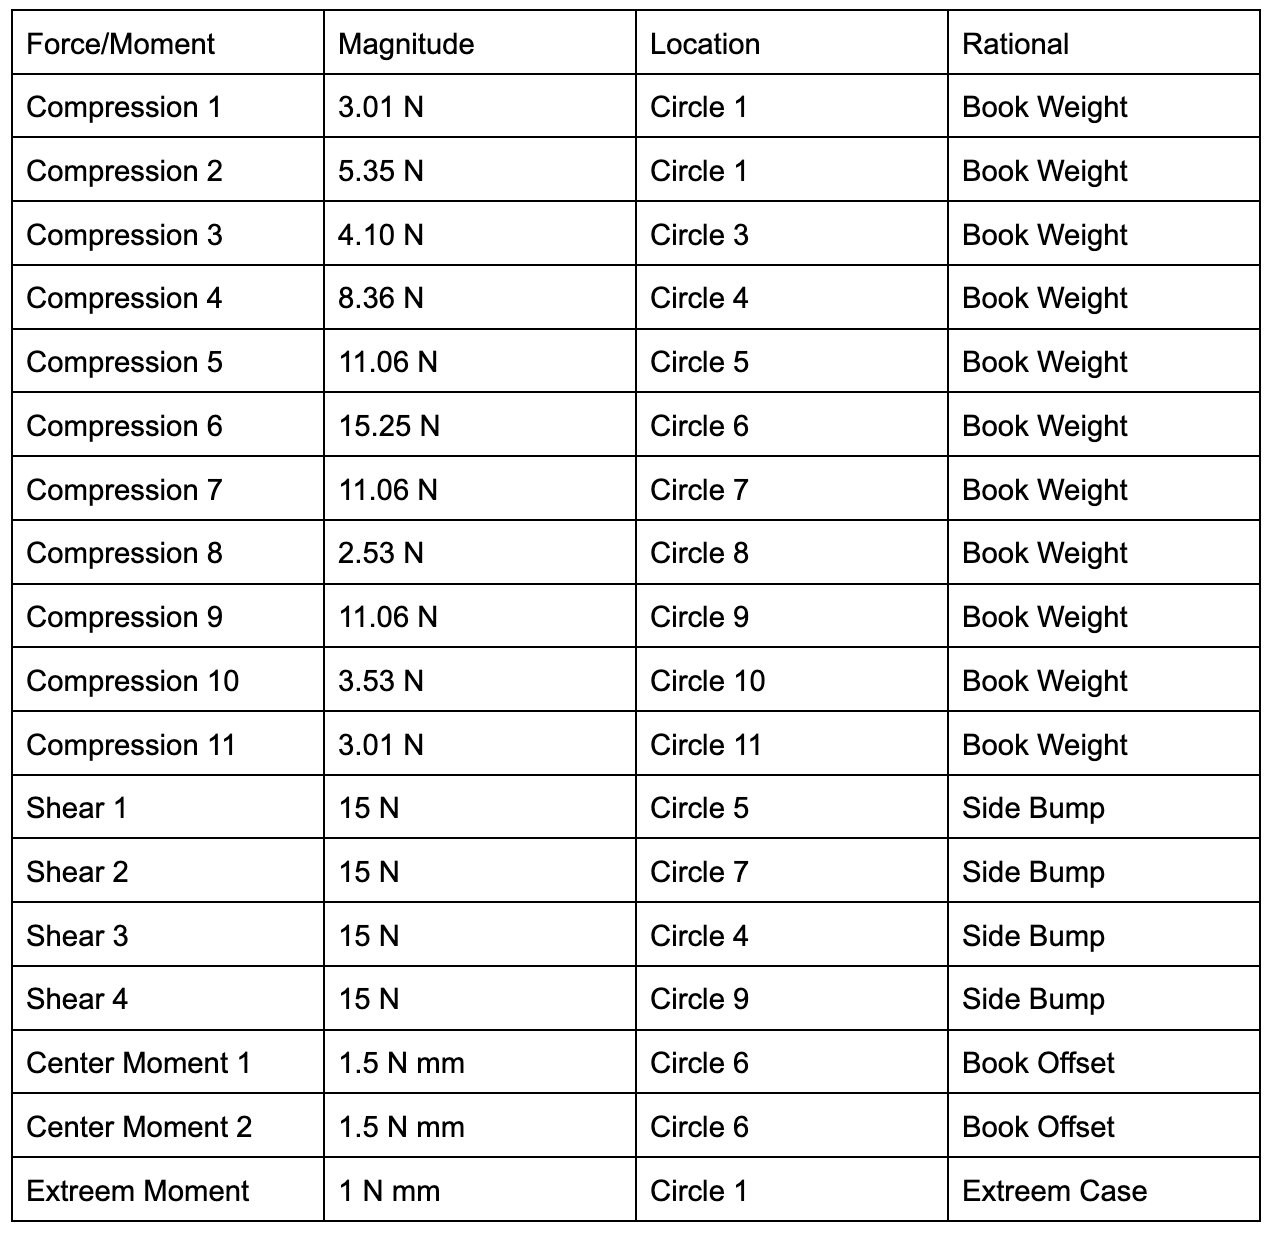 Force/Moment Magnitude Location Rational
Compression 1 3.01 N Circle 1 Book Weight
Compression 2 5.35 N Circle 1 Book Weight
Compression 3 4.10 N Circle 3 Book Weight
Compression 4 8.36 N Circle 4 Book Weight
Compression 5 11.06 N Circle 5 Book Weight
Compression 6 15.25 N Circle 6 Book Weight
Compression 7 11.06 N Circle 7 Book Weight
Compression 8 2.53 N Circle 8 Book Weight
Compression 9 11.06 N Circle 9 Book Weight
Compression 10 3.53 N Circle 10 Book Weight
Compression 11 3.01 N Circle 11 Book Weight
Shear 1 15 N Circle 5 Side Bump
Shear 2 15 N Circle 7 Side Bump
Shear 3 15 N Circle 4 Side Bump
Shear 4 15 N Circle 9 Side Bump
Center Moment 1 1.5 N mm Circle 6 Book Offset
Center Moment 2 1.5 N mm Circle 6 Book Offset
Extreem Moment 1 N mm Circle 1 Extreem Case